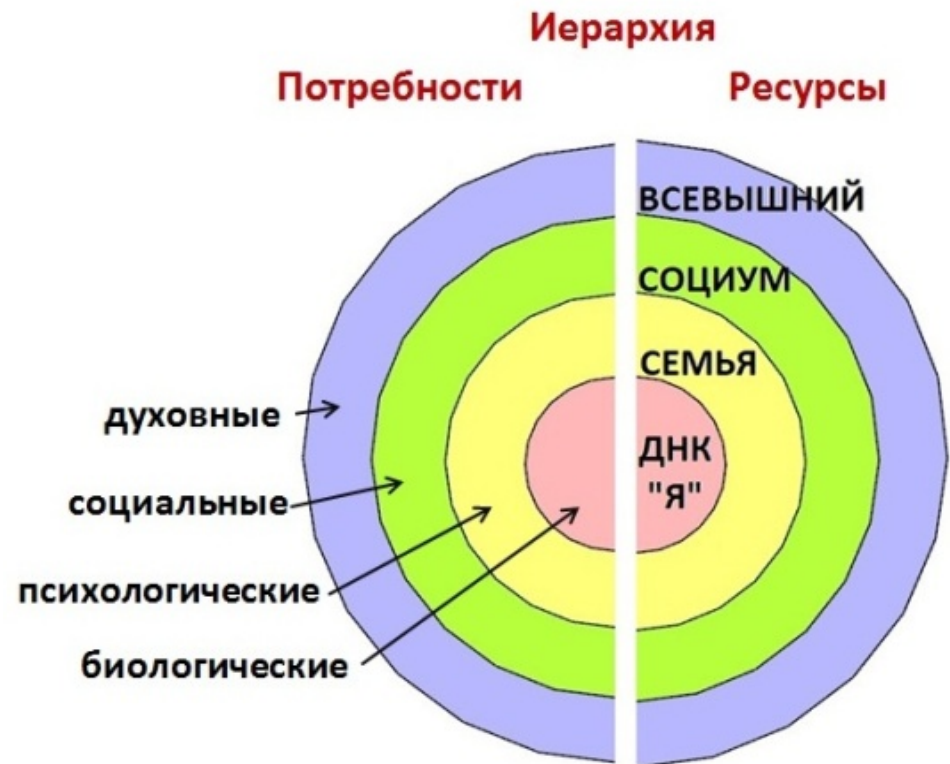 Иерархия
Потребности
Ресурсы
ВСЕВЫШНИЙ
СОЦИУМ
СЕМЬЯ
ДНК
"Я"
духовные
социальные
психологические
биологические